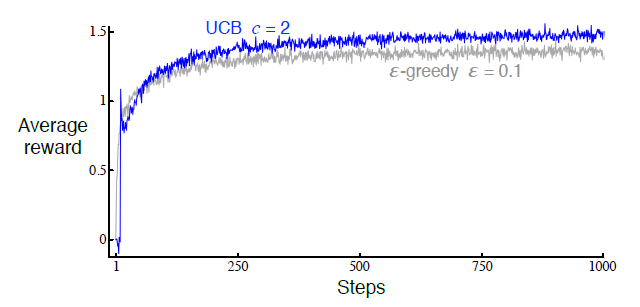 1.5
UCB c = 2
ε-greedy ε = 0.1
1
Average
reward
0.5
0
1 250 500 750 1000
Steps